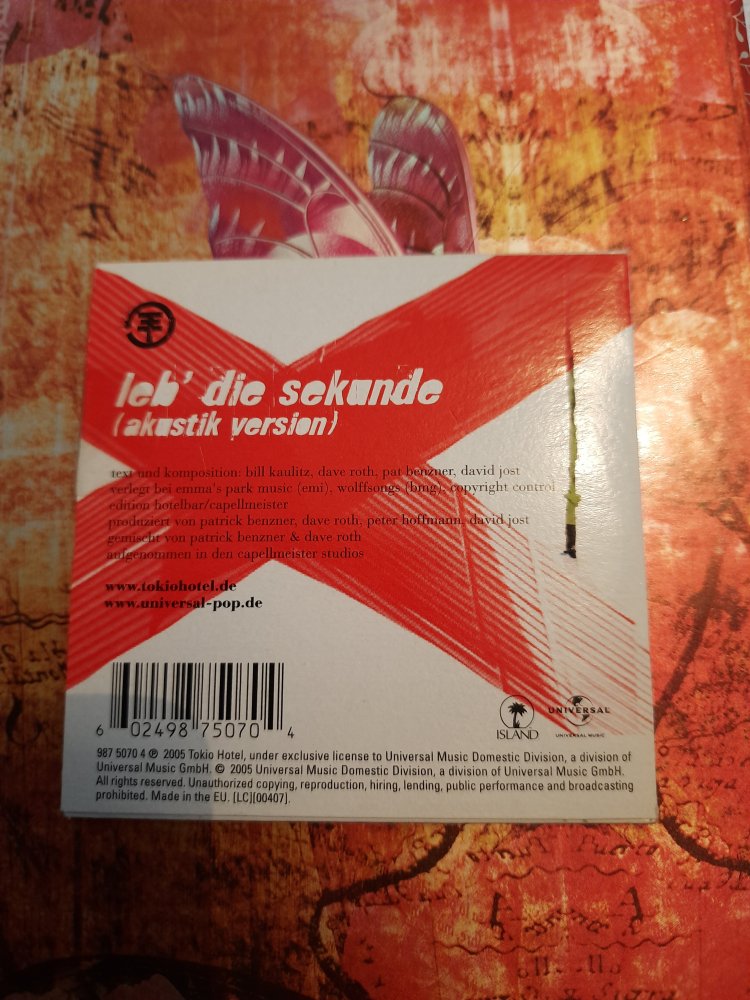 leb' die sekunde
(akustik version)
text und komposition: bill kaulitz, dave roth, pat benzner, david jost
verlegt bei emma's park music (emi), wolffsongs (bmg), copyright control
edition hotelbar/capellmeister
produziert von patrick benzner, dave roth, peter hoffmann, david jost
gemischt von patrick benzner & dave roth
aufgenommen in den capellmeister studios
www.tokiohotel.de
www.universal-pop.de
6 02498 75070 4
ISLAND
UNIVERSAL
UNIVERSAL MUSIC
987 5070 4 ℗ 2005 Tokio Hotel, under exclusive license to Universal Music Domestic Division, a division of
Universal Music GmbH. © 2005 Universal Music Domestic Division, a division of Universal Music GmbH.
All rights reserved. Unauthorized copying, reproduction, hiring, lending, public performance and broadcasting
prohibited. Made in the EU. [LC][00407].